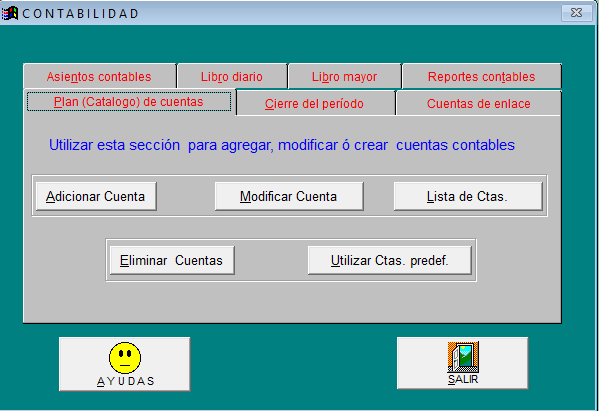 CONTABILIDAD
Asientos contables Libro diario Libro mayor Reportes contables
Plan (Catalogo) de cuentas Cierre del período Cuentas de enlace
Utilizar esta sección para agregar, modificar ó crear cuentas contables
Adicionar Cuenta Modificar Cuenta Lista de Ctas.
Eliminar Cuentas Utilizar Ctas. predef.
AYUDAS SALIR